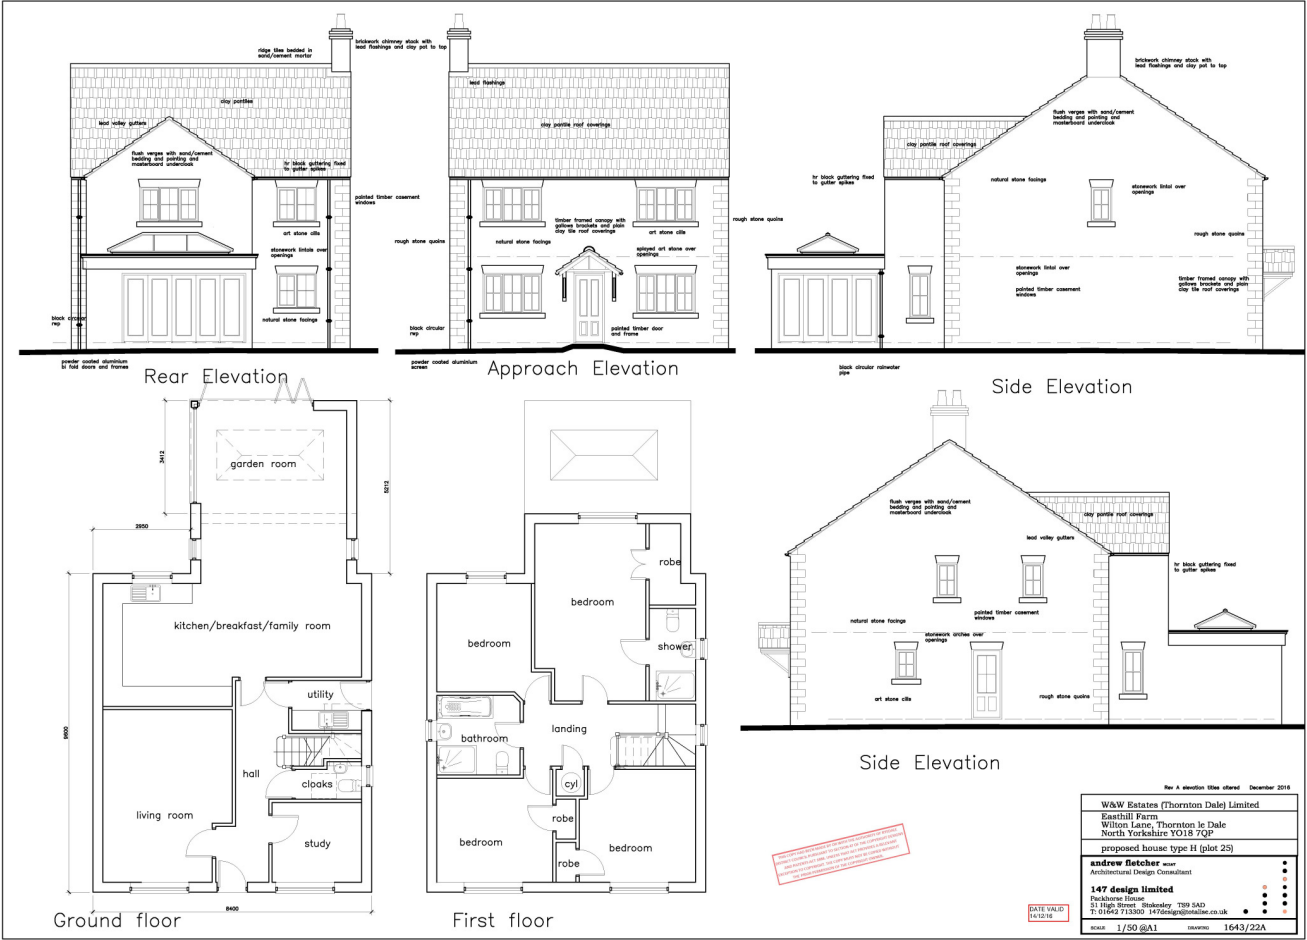 ridge tiles bedded in
sand/cement mortar
brickwork chimney stack with
lead flashings and clay pot to top
clay pantiles
lead valley gutters
flush verges with sand/cement
bedding and pointing and
masterboard undercloak
hr black guttering fixed
to gutter spikes
painted timber casement
windows
art stone cills
stonework lintols over
openings
natural stone facings
black circular
rwp
powder coated aluminium
bi fold doors and frames
Rear Elevation
lead flashings
clay pantile roof coverings
rough stone quoins
natural stone facings
timber framed canopy with
gallows brackets and plain
clay tile roof coverings
art stone cills
splayed art stone over
openings
rough stone quoins
black circular
rwp
painted timber door
and frame
powder coated aluminium
screen
Approach Elevation
brickwork chimney stack with
lead flashings and clay pot to top
flush verges with sand/cement
bedding and pointing and
masterboard undercloak
clay pantile roof coverings
hr black guttering fixed
to gutter spikes
natural stone facings
stonework lintol over
openings
rough stone quoins
stonework lintol over
openings
painted timber casement
windows
timber framed canopy with
gallows brackets and plain
clay tile roof coverings
black circular rainwater
pipe
Side Elevation
garden room
3412
5212
2950
9600
8400
kitchen/breakfast/family room
utility
hall
cloaks
living room
study
Ground floor
robe
bedroom
bedroom
shower
landing
bathroom
cyl
robe
bedroom
robe
bedroom
First floor
flush verges with sand/cement
bedding and pointing and
masterboard undercloak
clay pantile roof coverings
lead valley gutters
hr black guttering fixed
to gutter spikes
painted timber casement
windows
natural stone facings
stonework arches over
openings
art stone cills
rough stone quoins
Side Elevation
Rev A elevation titles altered December 2016
W&W Estates (Thornton Dale) Limited
Easthill Farm
Wilton Lane, Thornton le Dale
North Yorkshire YO18 7QP
proposed house type H (plot 25)
andrew fletcher MCIAT
Architectural Design Consultant
147 design limited
Packhorse House
51 High Street Stokesley TS9 5AD
T: 01642 713300 147design@totalise.co.uk
SCALE 1/50 @A1 DRAWING 1643/22A
DATE VALID
14/12/16